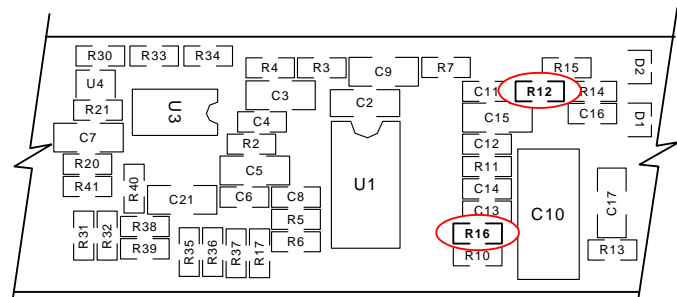 R30 R33 R34
R4 R3 C9 R7 R15 D2
U4 C3 C11 R12 R14
R21 U3 C2
C4 C15 C16 D1
C7 R2 C12
R20 C5 R11
R41 R40 U1 C14
C21 C6 C8 C13 C10 C17
R31 R32 R38 R5 R16
R39 R35 R36 R37 R17 R6 R10 R13